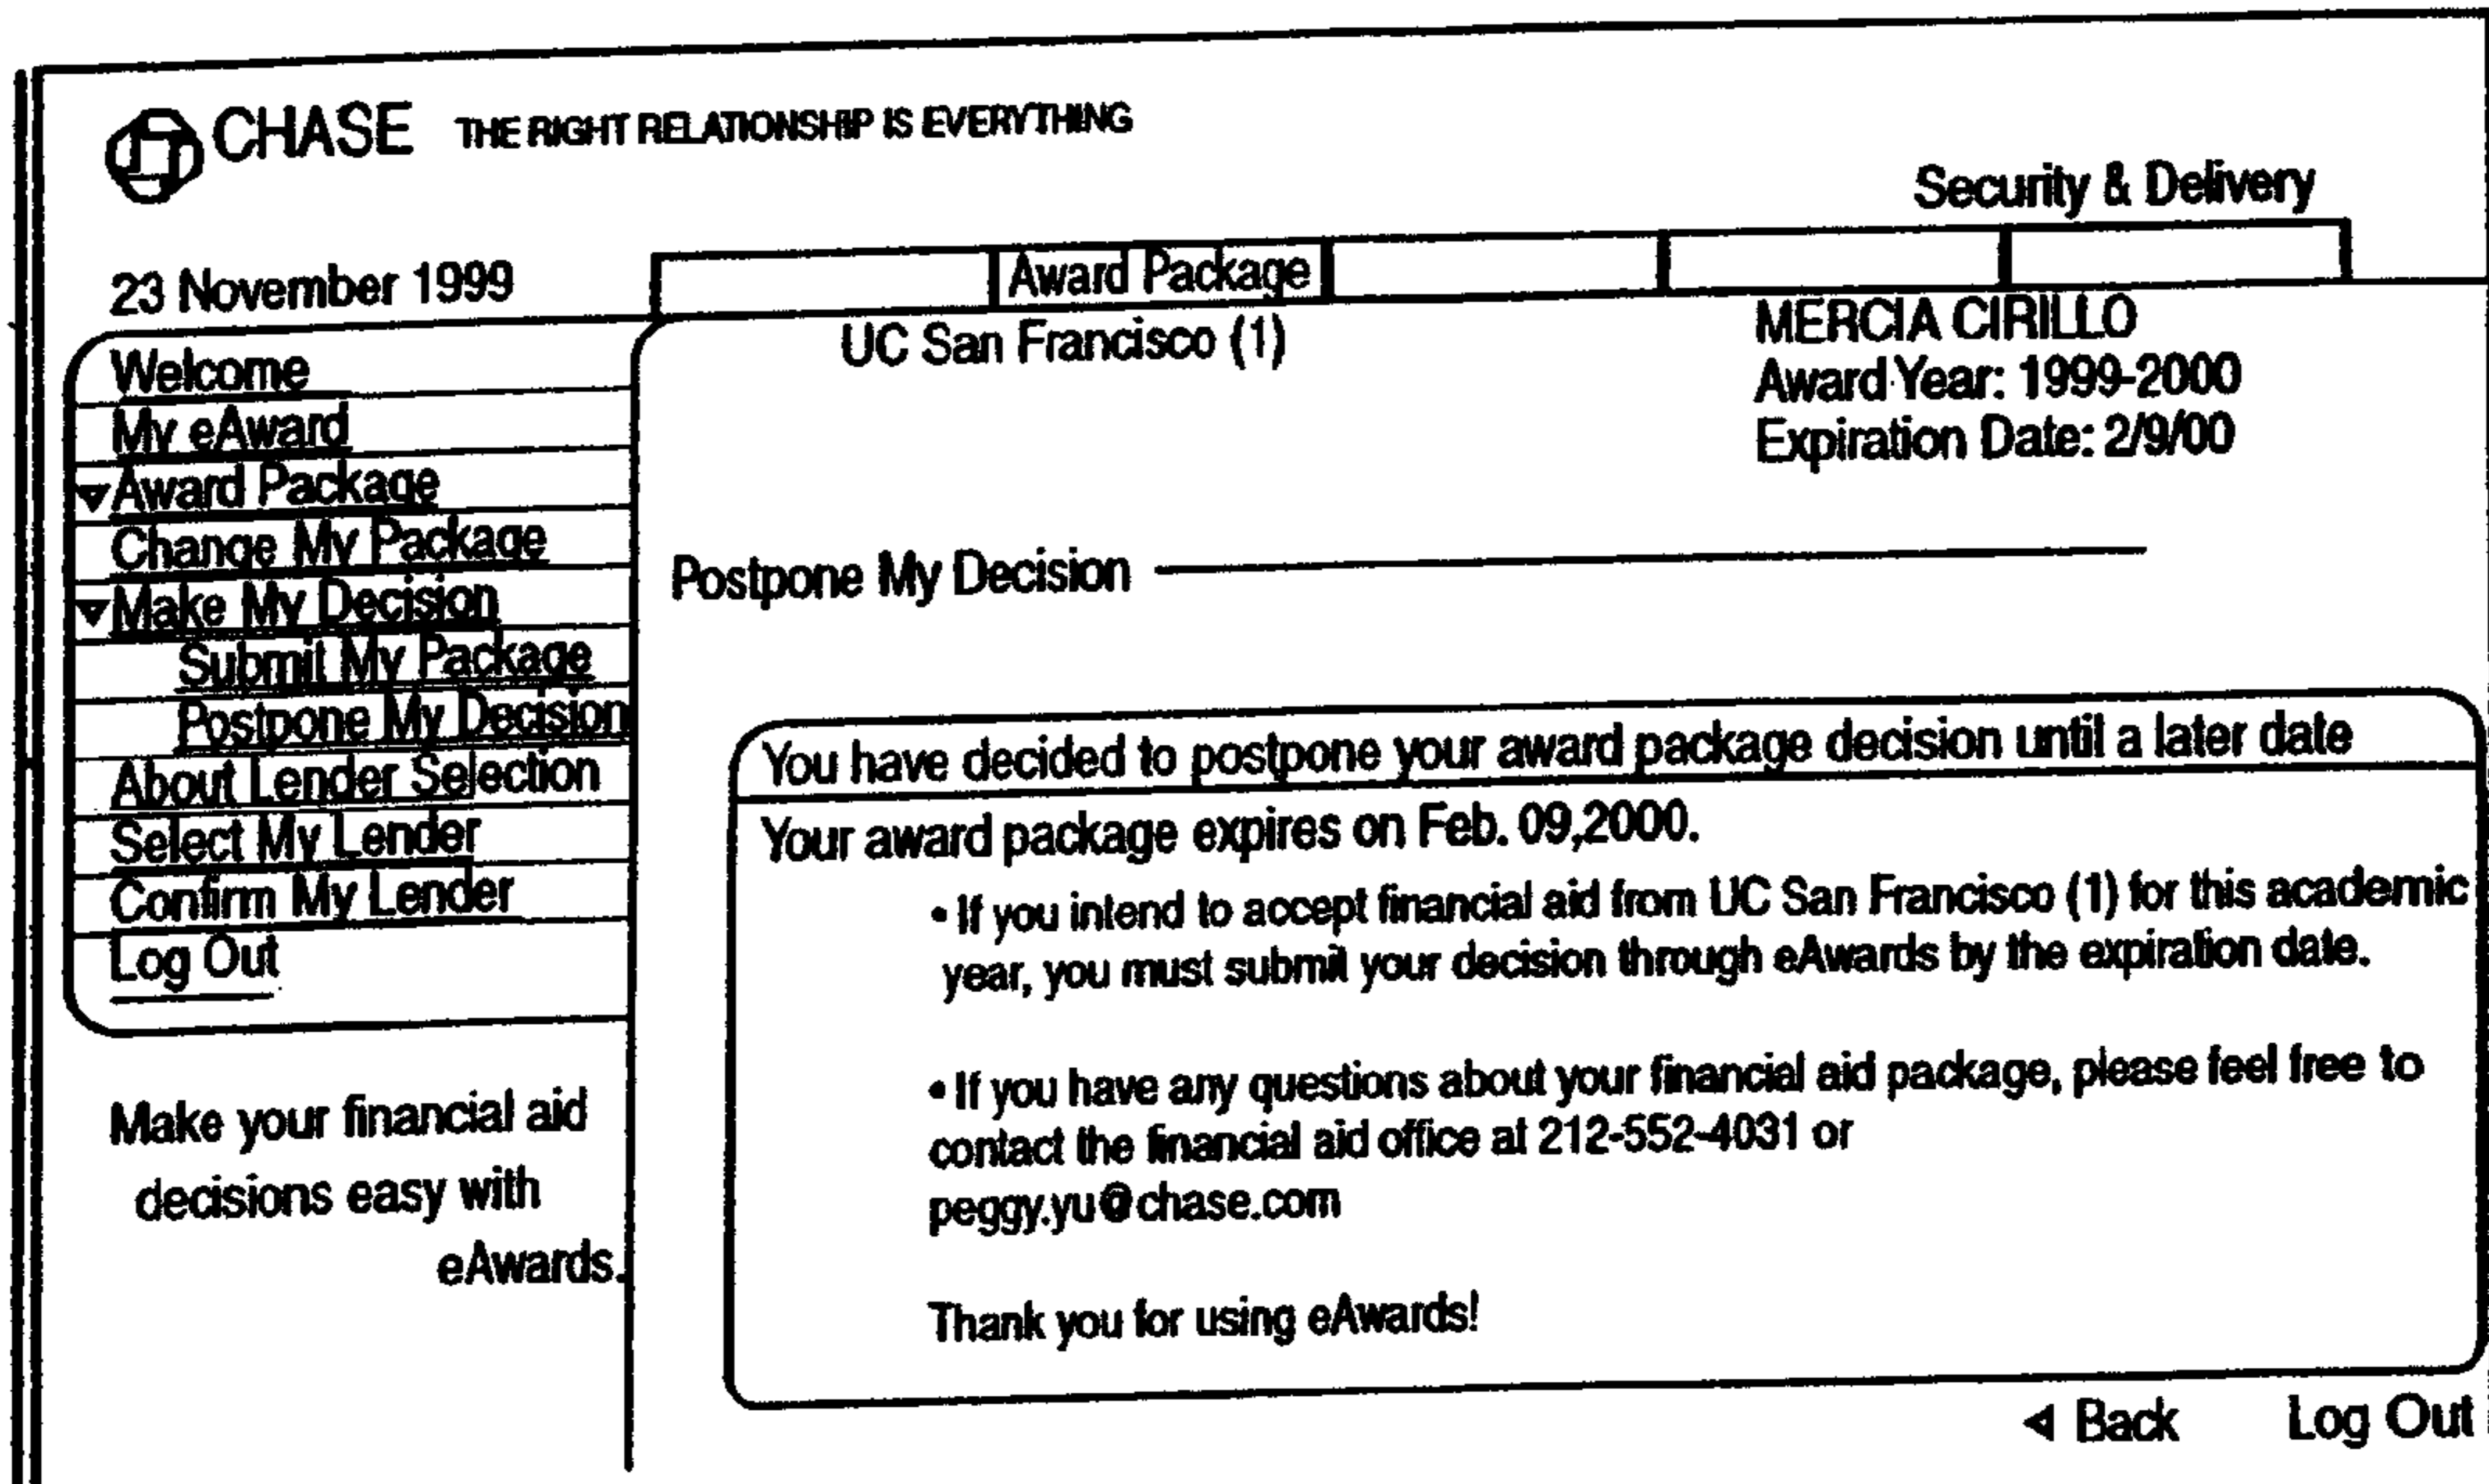 CHASE THE RIGHT RELATIONSHIP IS EVERYTHING
Security & Delivery
23 November 1999
Award Package
UC San Francisco (1)
MERCIA CIRILLO
Award Year: 1999-2000
Expiration Date: 2/9/00
Welcome
My eAward
Award Package
Change My Package
Make My Decision
Submit My Package
Postpone My Decision
About Lender Selection
Select My Lender
Confirm My Lender
Log Out
Make your financial aid
decisions easy with
eAwards.
Postpone My Decision
You have decided to postpone your award package decision until a later date
Your award package expires on Feb. 09,2000.
• If you intend to accept financial aid from UC San Francisco (1) for this academic
year, you must submit your decision through eAwards by the expiration date.
• If you have any questions about your financial aid package, please feel free to
contact the financial aid office at 212-552-4031 or
peggy.yu@chase.com
Thank you for using eAwards!
◄ Back Log Out